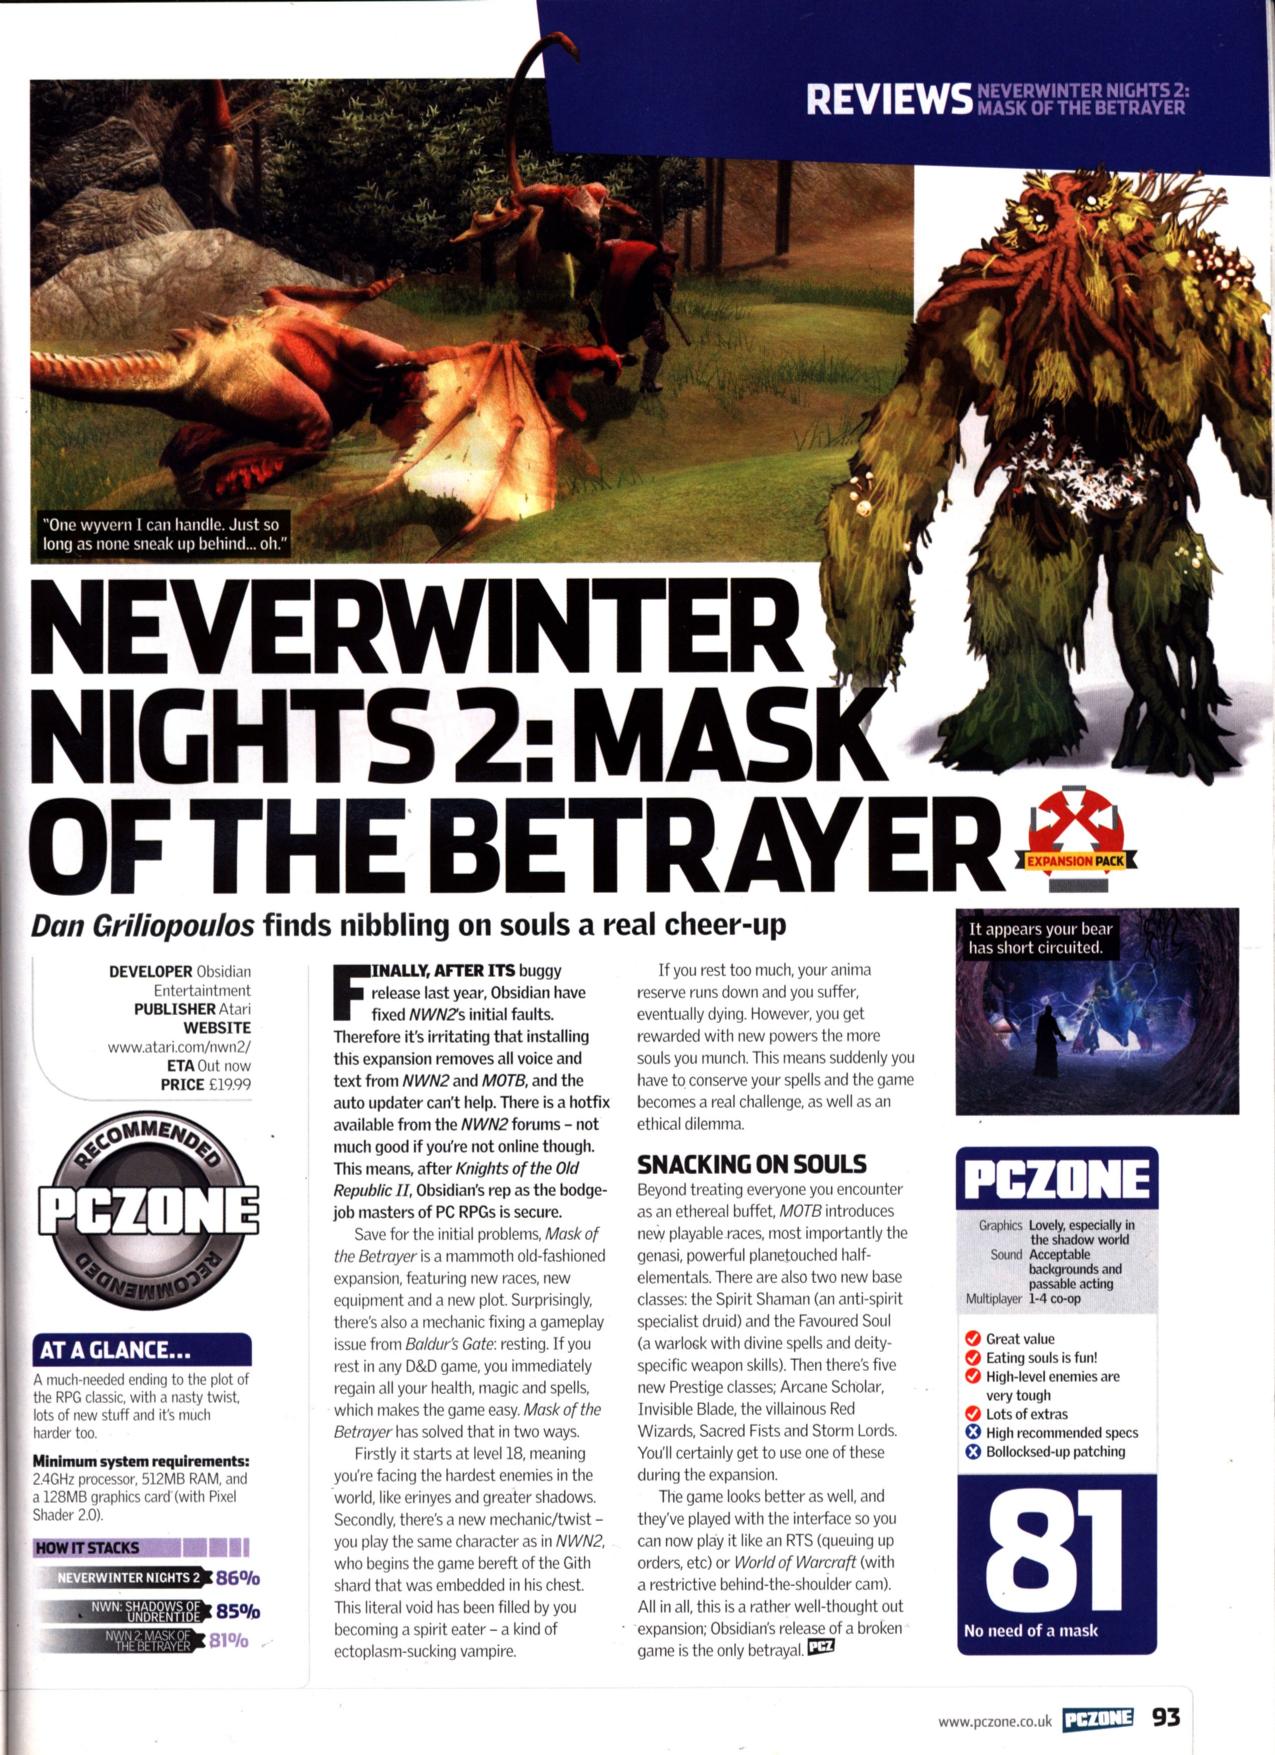 REVIEWS NEVERWINTER NIGHTS 2:
MASK OF THE BETRAYER
"One wyvern I can handle. Just so
long as none sneak up behind... oh."
NEVERWINTER
NIGHTS 2: MASK
OF THE BETRAYER
EXPANSION PACK
Dan Griliopoulos finds nibbling on souls a real cheer-up
It appears your bear
has short circuited.
DEVELOPER Obsidian
Entertaintment
PUBLISHER Atari
WEBSITE
www.atari.com/nwn2/
ETA Out now
PRICE £19.99
RECOMMENDED
PCZONE
RECOMMENDED
AT A GLANCE...
A much-needed ending to the plot of
the RPG classic, with a nasty twist,
lots of new stuff and it's much
harder too.
Minimum system requirements:
2.4GHz processor, 512MB RAM, and
a 128MB graphics card (with Pixel
Shader 2.0).
HOW IT STACKS
NEVERWINTER NIGHTS 2 86%
NWN: SHADOWS OF
UNDRENTIDE 85%
NWN 2: MASK OF
THE BETRAYER 81%
FINALLY, AFTER ITS buggy
release last year, Obsidian have
fixed NWN2's initial faults.
Therefore it's irritating that installing
this expansion removes all voice and
text from NWN2 and MOTB, and the
auto updater can't help. There is a hotfix
available from the NWN2 forums – not
much good if you're not online though.
This means, after Knights of the Old
Republic II, Obsidian's rep as the bodge-
job masters of PC RPGs is secure.
Save for the initial problems, Mask of
the Betrayer is a mammoth old-fashioned
expansion, featuring new races, new
equipment and a new plot. Surprisingly,
there's also a mechanic fixing a gameplay
issue from Baldur's Gate: resting. If you
rest in any D&D game, you immediately
regain all your health, magic and spells,
which makes the game easy. Mask of the
Betrayer has solved that in two ways.
Firstly it starts at level 18, meaning
you're facing the hardest enemies in the
world, like erinyes and greater shadows.
Secondly, there's a new mechanic/twist –
you play the same character as in NWN2,
who begins the game bereft of the Gith
shard that was embedded in his chest.
This literal void has been filled by you
becoming a spirit eater – a kind of
ectoplasm-sucking vampire.
If you rest too much, your anima
reserve runs down and you suffer,
eventually dying. However, you get
rewarded with new powers the more
souls you munch. This means suddenly you
have to conserve your spells and the game
becomes a real challenge, as well as an
ethical dilemma.
SNACKING ON SOULS
Beyond treating everyone you encounter
as an ethereal buffet, MOTB introduces
new playable races, most importantly the
genasi, powerful planetouched half-
elementals. There are also two new base
classes: the Spirit Shaman (an anti-spirit
specialist druid) and the Favoured Soul
(a warlock with divine spells and deity-
specific weapon skills). Then there's five
new Prestige classes; Arcane Scholar,
Invisible Blade, the villainous Red
Wizards, Sacred Fists and Storm Lords.
You'll certainly get to use one of these
during the expansion.
The game looks better as well, and
they've played with the interface so you
can now play it like an RTS (queuing up
orders, etc) or World of Warcraft (with
a restrictive behind-the-shoulder cam).
All in all, this is a rather well-thought out
expansion; Obsidian's release of a broken
game is the only betrayal. PCZ
PCZONE
Graphics Lovely, especially in
the shadow world
Sound Acceptable
backgrounds and
passable acting
Multiplayer 1-4 co-op
Great value
Eating souls is fun!
High-level enemies are
very tough
Lots of extras
High recommended specs
Bollocksed-up patching
81
No need of a mask
www.pczone.co.uk PCZONE 93